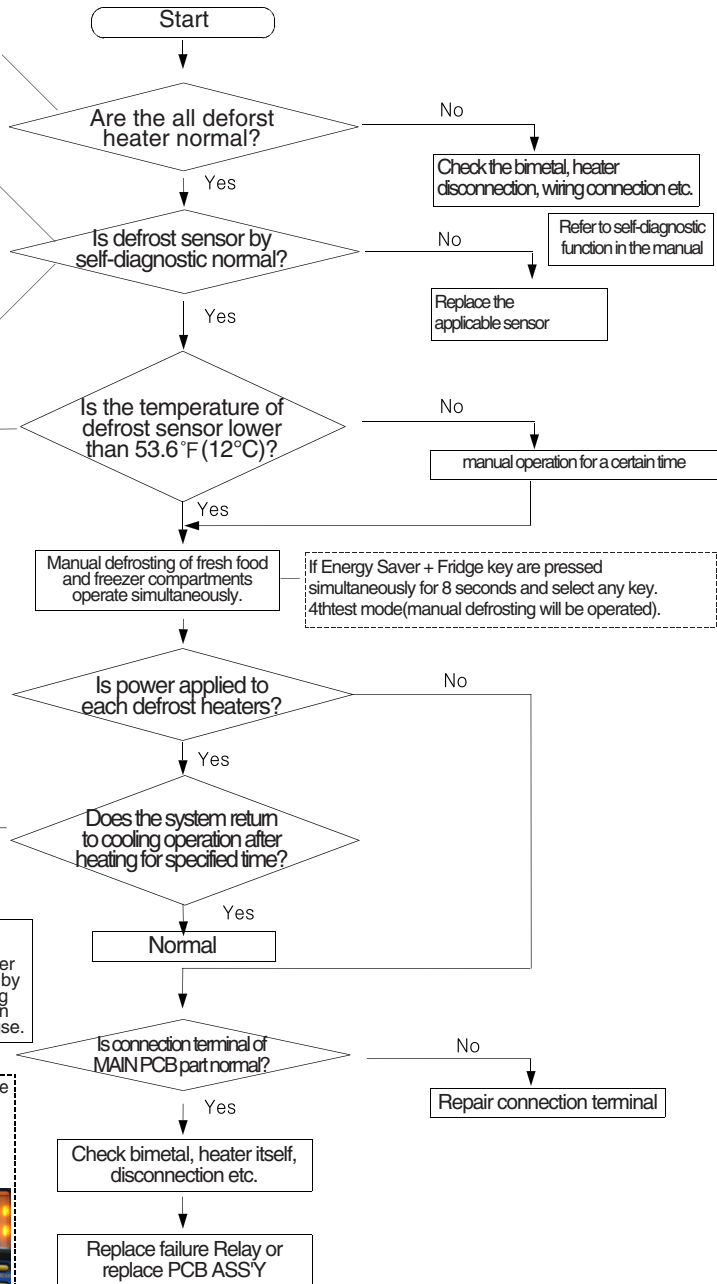 Start
Are the all deforst
heater normal?
No
Check the bimetal, heater
disconnection, wiring connection etc.
Yes
Refer to self-diagnostic
function in the manual
Is defrost sensor by
self-diagnostic normal?
No
Replace the
applicable sensor
Yes
Is the temperature of
defrost sensor lower
than 53.6°F (12°C)?
No
manual operation for a certain time
Yes
Manual defrosting of fresh food
and freezer compartments
operate simultaneously.
If Energy Saver + Fridge key are pressed
simultaneously for 8 seconds and select any key.
4thtest mode(manual defrosting will be operated).
Is power applied to
each defrost heaters?
No
Yes
Does the system return
to cooling operation after
heating for specified time?
Yes
Normal
by
Is connection terminal of
MAIN PCB part normal?
No
Repair connection terminal
Yes
Check bimetal, heater itself,
disconnection etc.
Replace failure Relay or
replace PCB ASS'Y